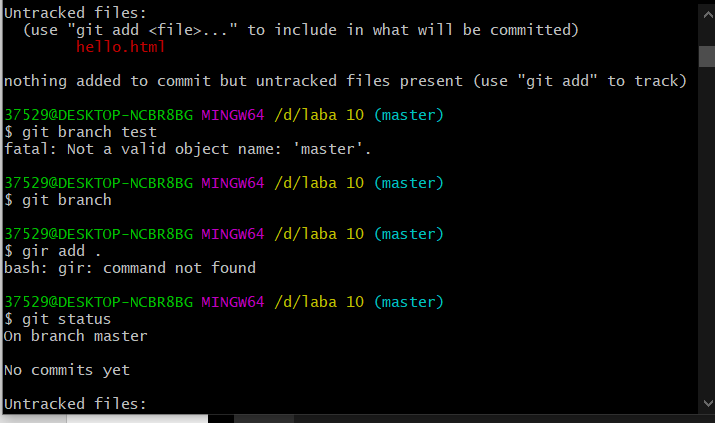 Untracked files:
(use "git add <file>..." to include in what will be committed)
hello.html
nothing added to commit but untracked files present (use "git add" to track)
37529@DESKTOP-NCBR8BG MINGW64 /d/laba 10 (master)
$ git branch test
fatal: Not a valid object name: 'master'.
37529@DESKTOP-NCBR8BG MINGW64 /d/laba 10 (master)
$ git branch
37529@DESKTOP-NCBR8BG MINGW64 /d/laba 10 (master)
$ gir add .
bash: gir: command not found
37529@DESKTOP-NCBR8BG MINGW64 /d/laba 10 (master)
$ git status
On branch master
No commits yet
Untracked files: